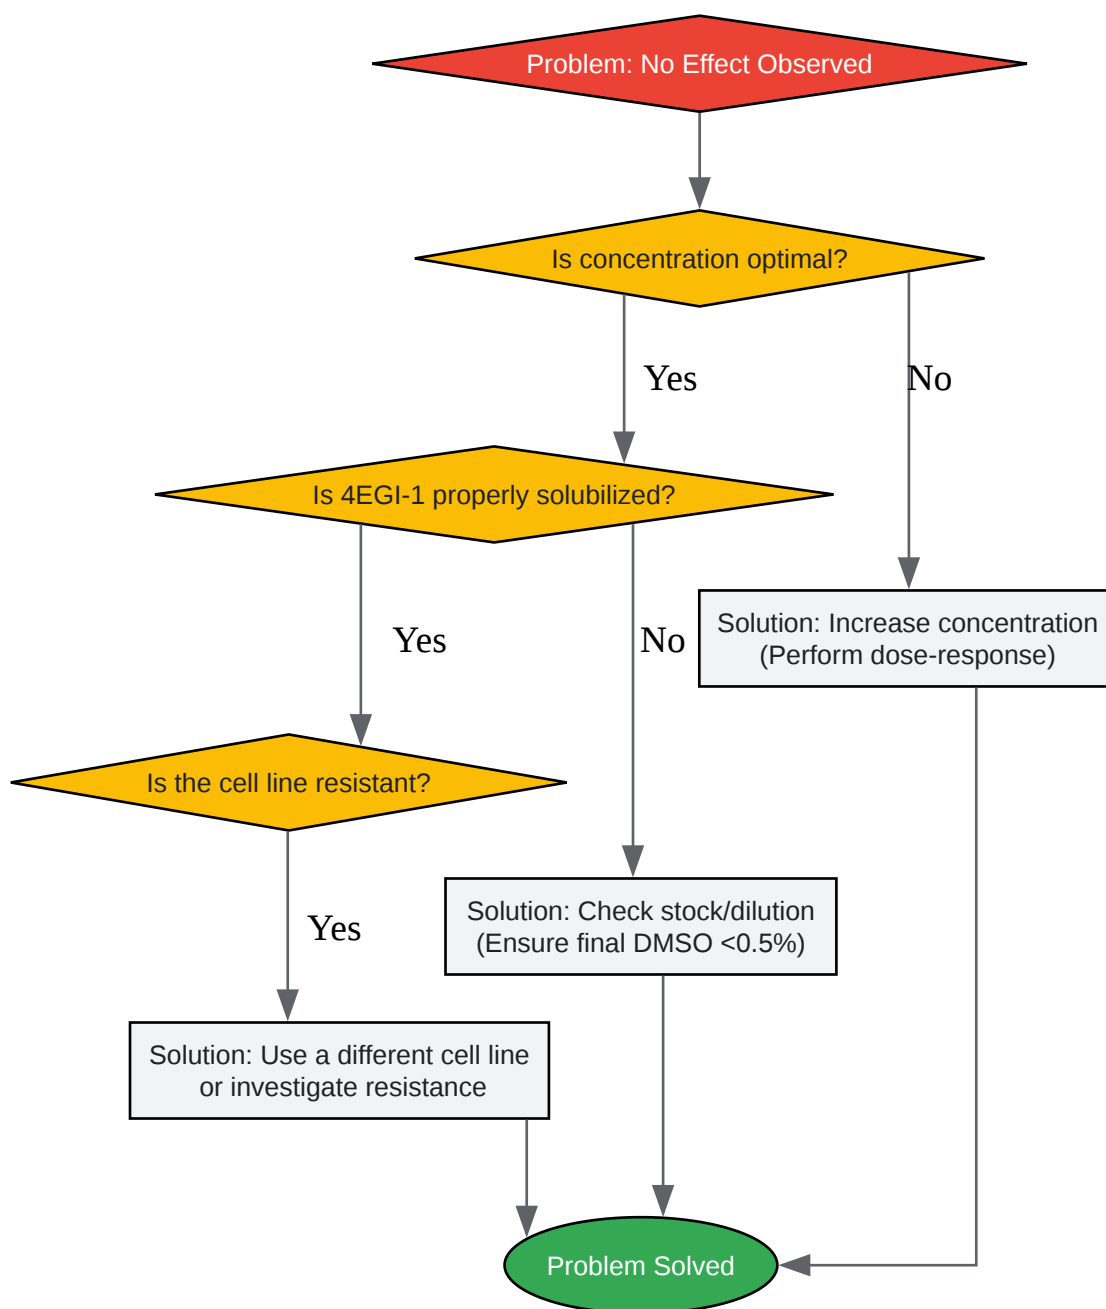 Problem: No Effect Observed
Is concentration optimal?
Yes
No
Is 4EGI-1 properly solubilized?
Solution: Increase concentration
(Perform dose-response)
Yes
No
Is the cell line resistant?
Solution: Check stock/dilution
(Ensure final DMSO <0.5%)
Yes
Solution: Use a different cell line
or investigate resistance
Problem Solved